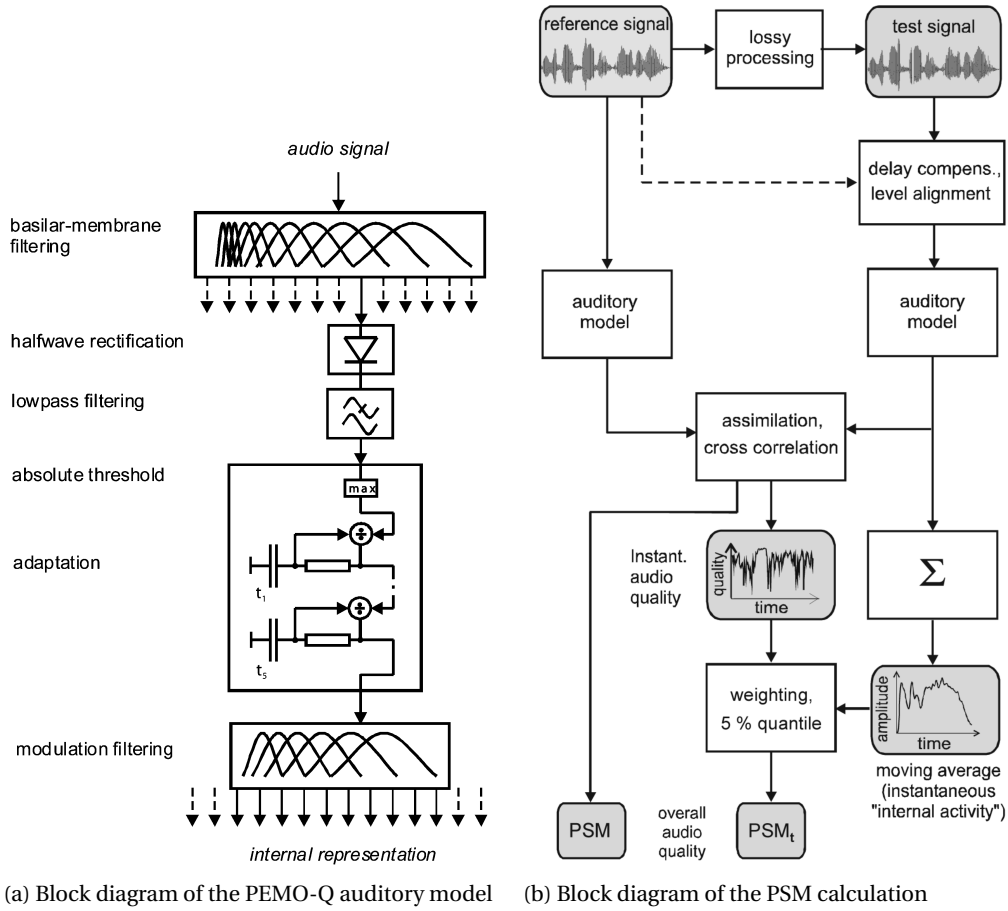 audio signal
basilar-membrane
filtering
halfwave rectification
lowpass filtering
absolute threshold
max
÷
adaptation
t1
÷
t5
modulation filtering
internal representation
(a) Block diagram of the PEMO-Q auditory model
reference signal
lossy
processing
test signal
delay compens.,
level alignment
auditory
model
auditory
model
assimilation,
cross correlation
Instant.
audio
quality
quality
time
Σ
weighting,
5 % quantile
amplitude
time
moving average
(instantaneous
"internal activity")
PSM
overall
audio
quality
PSMt
(b) Block diagram of the PSM calculation